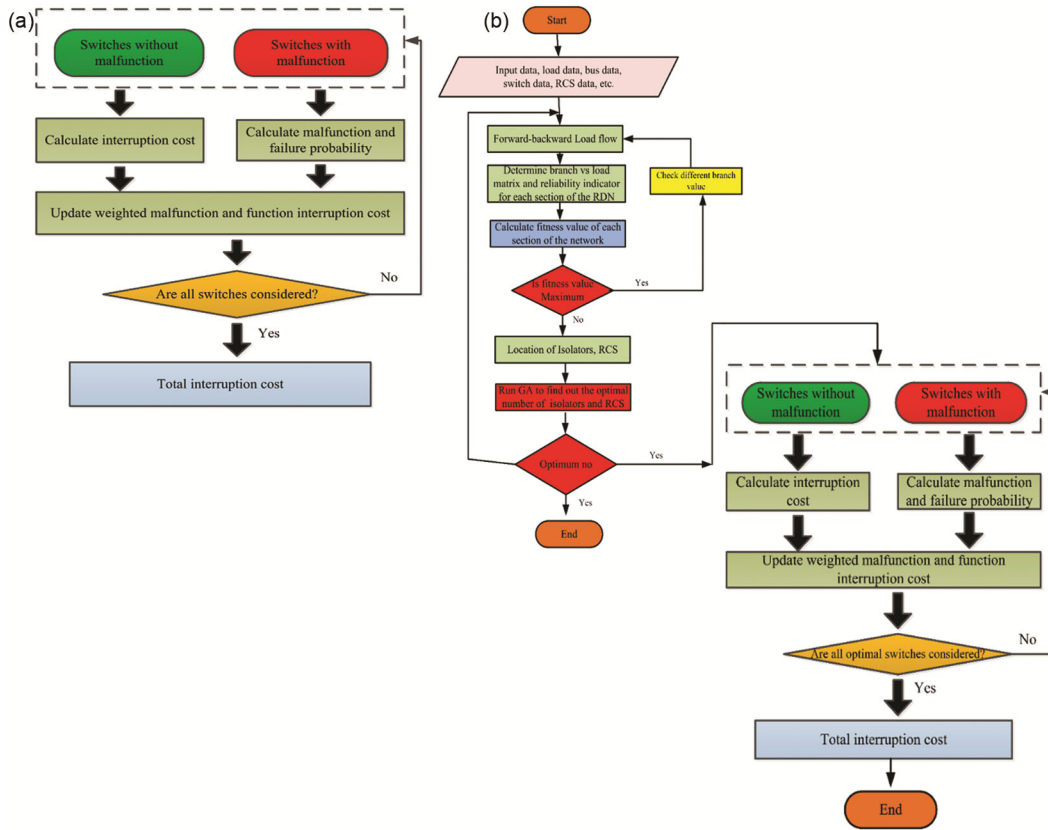 (a)
Switches without
malfunction
Switches with
malfunction
Calculate interruption cost
Calculate malfunction and
failure probability
Update weighted malfunction and function interruption cost
Are all switches considered?
No
Yes
Total interruption cost
(b)
Start
Input data, load data, bus data,
switch data, RCS data, etc.
Forward-backward Load flow
Determine branch vs load
matrix and reliability indicator
for each section of the RDN
Check different branch
value
Calculate fitness value of each
section of the network
Is fitness value
Maximum
Yes
No
Location of Isolators, RCS
Run GA to find out the optimal
number of isolators and RCS
Optimum no
Yes
Yes
End
Switches without
malfunction
Switches with
malfunction
Calculate interruption
cost
Calculate malfunction
and failure probability
Update weighted malfunction and function
interruption cost
Are all optimal switches considered?
No
Yes
Total interruption cost
End